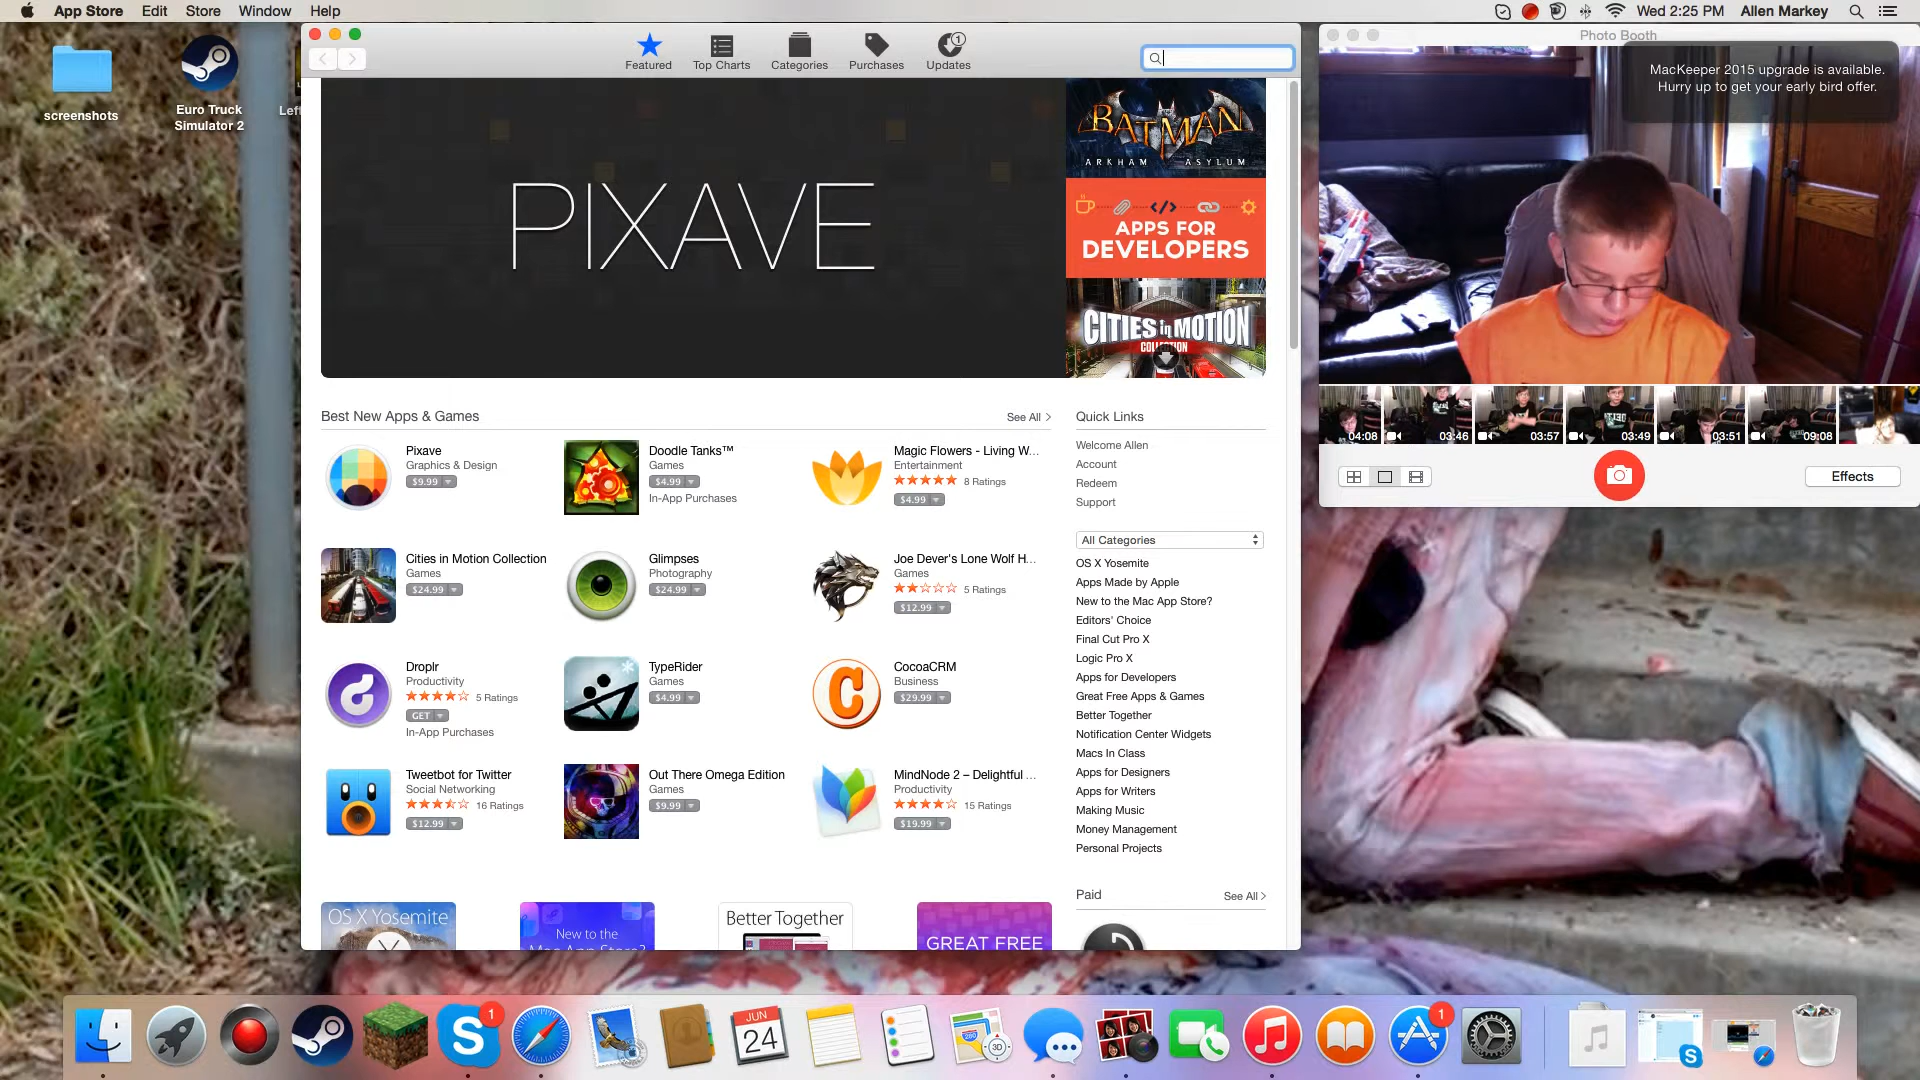 App Store Edit Store Window Help
Wed 2:25 PM Allen Markey
screenshots
Euro Truck
Simulator 2
Left
Featured
Top Charts
Categories
Purchases
1
Updates
PIXAVE
BATMAN
ARKHAM ASYLUM
APPS FOR
DEVELOPERS
CITIES in MOTION
COLLECTION
Best New Apps & Games
See All >
Pixave
Graphics & Design
$9.99
Doodle Tanks™
Games
$4.99
In-App Purchases
Magic Flowers - Living W...
Entertainment
8 Ratings
$4.99
Cities in Motion Collection
Games
$24.99
Glimpses
Photography
$24.99
Joe Dever's Lone Wolf H...
Games
5 Ratings
$12.99
Droplr
Productivity
5 Ratings
GET
In-App Purchases
TypeRider
Games
$4.99
CocoaCRM
Business
$29.99
Tweetbot for Twitter
Social Networking
16 Ratings
$12.99
Out There Omega Edition
Games
$9.99
MindNode 2 – Delightful ...
Productivity
15 Ratings
$19.99
OS X Yosemite
New to the
Mac App Store?
Better Together
GREAT FREE
Quick Links
Welcome Allen
Account
Redeem
Support
All Categories
OS X Yosemite
Apps Made by Apple
New to the Mac App Store?
Editors' Choice
Final Cut Pro X
Logic Pro X
Apps for Developers
Great Free Apps & Games
Better Together
Notification Center Widgets
Macs In Class
Apps for Designers
Apps for Writers
Making Music
Money Management
Personal Projects
Paid
See All >
Photo Booth
MacKeeper 2015 upgrade is available.
Hurry up to get your early bird offer.
04:08
03:46
03:57
03:49
03:51
09:08
Effects
S
1
JUN
24
3D
1
S